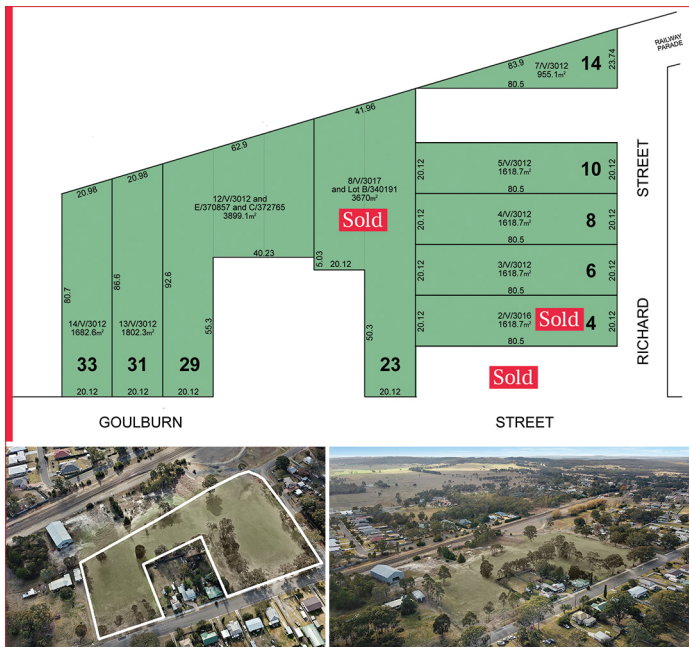 RAILWAY
PARADE
83.9
23.74
14
7/V/3012
955.1m²
80.5
41.96
62.9
20.98
20.98
20.12
5/V/3012
1618.7m²
10
20.12
80.5
STREET
8/V/3017
and Lot B/340191
3670m²
Sold
12/V/3012 and
E/370857 and C/372765
3899.1m²
20.12
4/V/3012
1618.7m²
8
20.12
80.5
40.23
5.03
20.12
20.12
3/V/3012
1618.7m²
6
20.12
80.5
80.7
86.6
92.6
55.3
50.3
14/V/3012
1682.6m²
13/V/3012
1802.3m²
20.12
2/V/3016
1618.7m²
Sold
4
20.12
80.5
RICHARD
33
31
29
23
Sold
20.12
20.12
20.12
20.12
GOULBURN
STREET